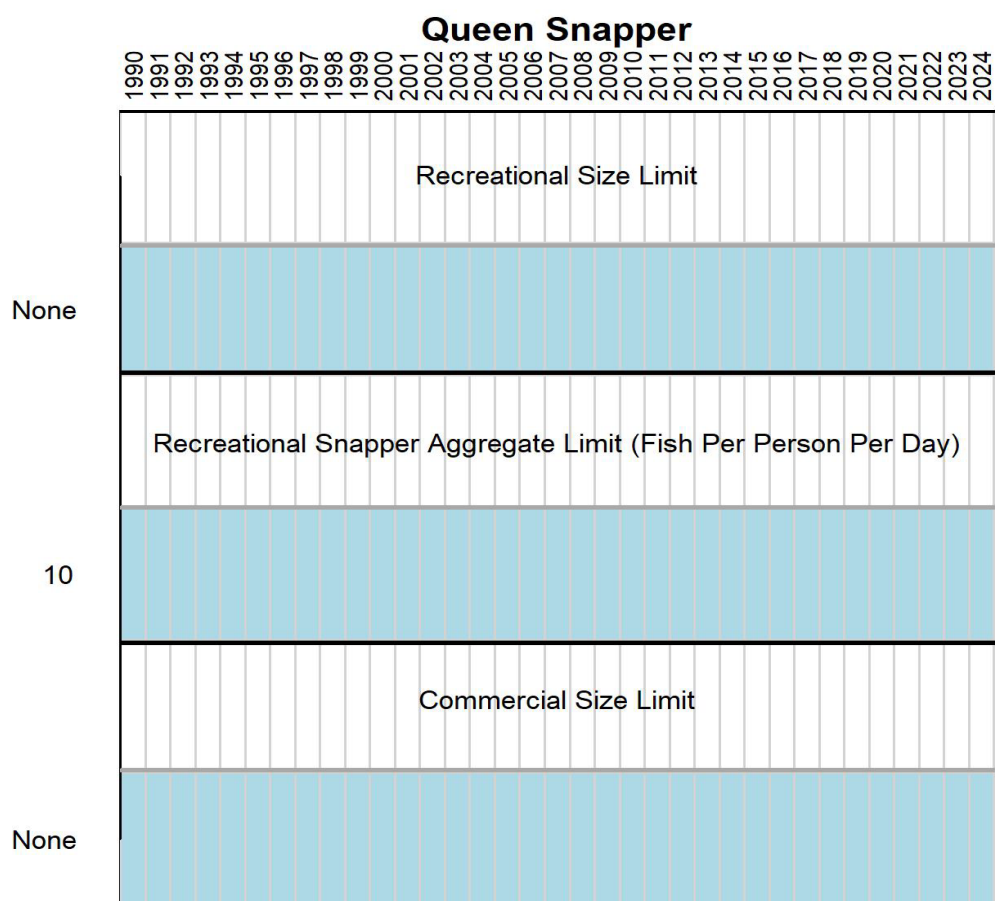 Queen Snapper
1990 1991 1992 1993 1994 1995 1996 1997 1998 1999 2000 2001 2002 2003 2004 2005 2006 2007 2008 2009 2010 2011 2012 2013 2014 2015 2016 2017 2018 2019 2020 2021 2022 2023 2024
Recreational Size Limit
None
Recreational Snapper Aggregate Limit (Fish Per Person Per Day)
10
Commercial Size Limit
None